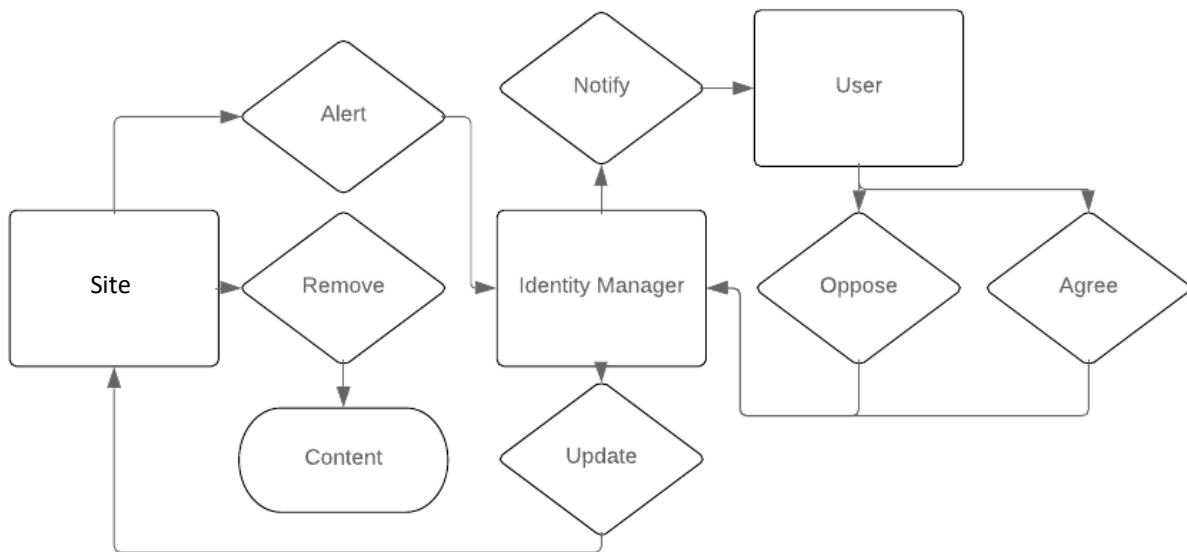 Notify
User
Alert
Site
Remove
Identity Manager
Oppose
Agree
Content
Update